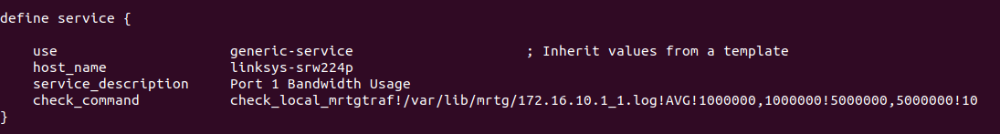 define service {
use generic-service ; Inherit values from a template
host_name linksys-srw224p
service_description Port 1 Bandwidth Usage
check_command check_local_mrtgtraf!/var/lib/mrtg/172.16.10.1_1.log!AVG!1000000,1000000!5000000,5000000!10
}